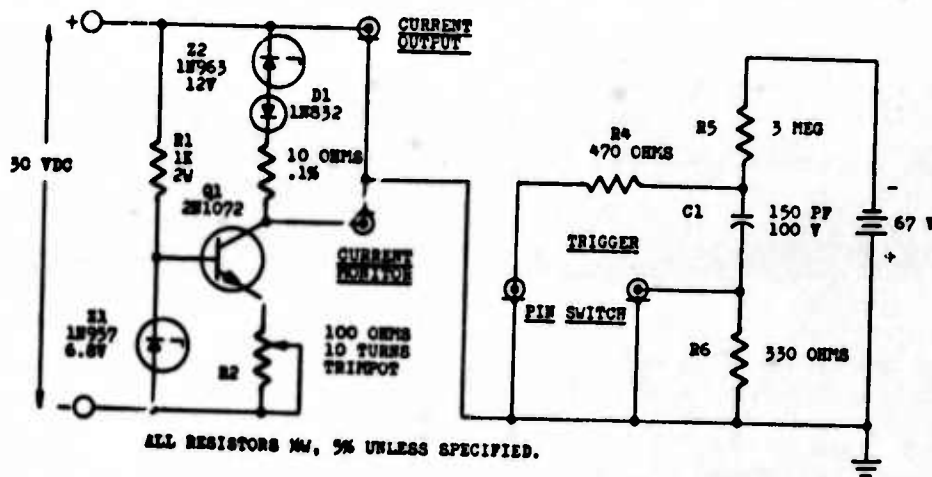 +
CURRENT
OUTPUT
Z2
1N963
12V
D1
1N832
R1
1K
2W
10 OHMS
.1%
30 VDC
Q1
2N1072
CURRENT
MONITOR
Z1
1N957
6.8V
100 OHMS
10 TURNS
TRIMPOT
R2
-
R4
470 OHMS
R5
3 MEG
C1
150 PF
100 V
-
67 V
+
TRIGGER
PIN SWITCH
R6
330 OHMS
ALL RESISTORS ½W, 5% UNLESS SPECIFIED.